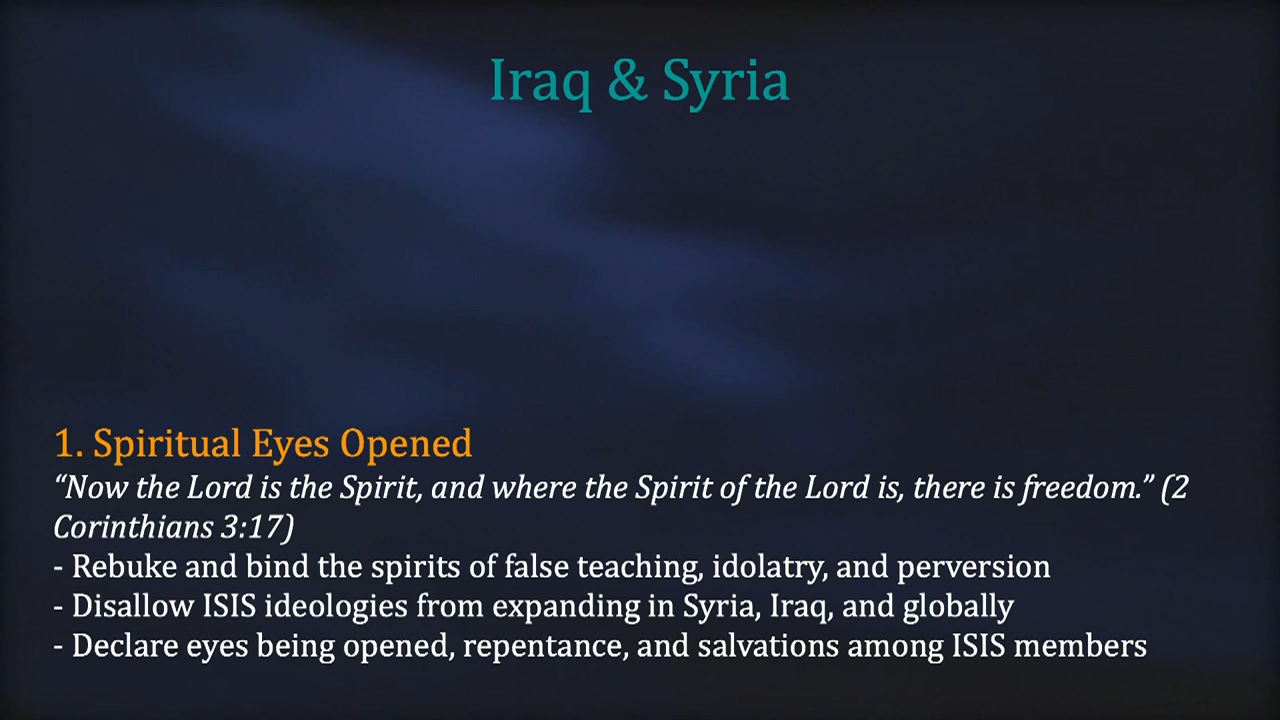 Iraq & Syria
1. Spiritual Eyes Opened
“Now the Lord is the Spirit, and where the Spirit of the Lord is, there is freedom.” (2
Corinthians 3:17)
- Rebuke and bind the spirits of false teaching, idolatry, and perversion
- Disallow ISIS ideologies from expanding in Syria, Iraq, and globally
- Declare eyes being opened, repentance, and salvations among ISIS members